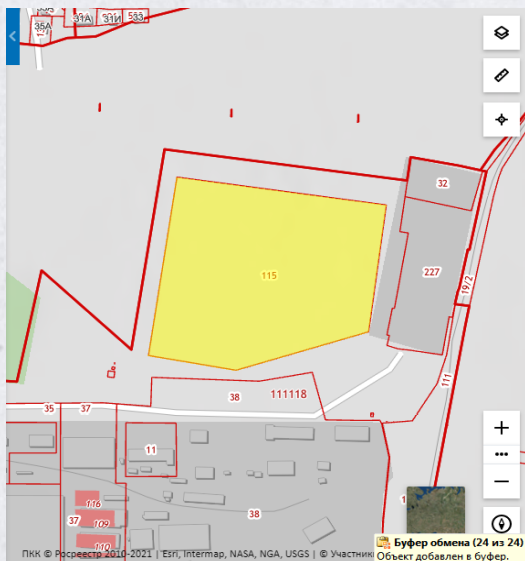 35А
31А
31И
533
32
115
227
19/2
111
38
111118
35
37
11
116
37
109
38
110
ПКК © Росреестр 2010-2021 | Esri, Intermap, NASA, NGA, USGS | © Участники
Буфер обмена (24 из 24)
Объект добавлен в буфер.